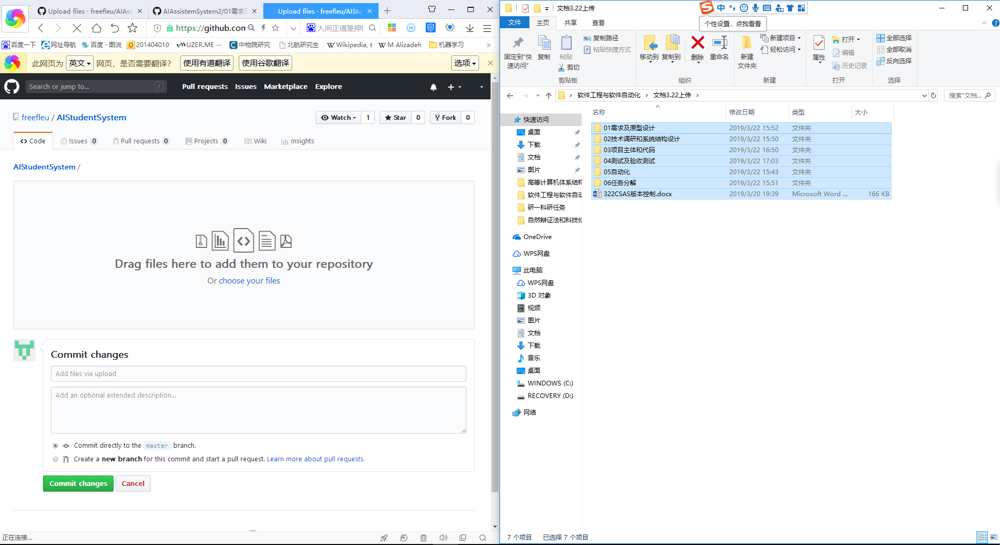 Upload files · freefleu/AIAss
AIAssistemSystem2/01需求及
Upload files · freefleu/AIStu
https://github.com
人间正道是押韵
百度一下
网址导航
百度 · 图说
201404010
UZER.ME --
中物院研究
北航研究生
Wikipedia, t
M Alizadeh
机器学习
»
此网页为
英文
网页，是否需要翻译？
使用有道翻译
使用谷歌翻译
选项
Search or jump to...
/
Pull requests
Issues
Marketplace
Explore
freefleu / AIStudentSystem
Watch
1
Star
0
Fork
0
Code
Issues 0
Pull requests 0
Projects 0
Wiki
Insights
AIStudentSystem /
Drag files here to add them to your repository
Or choose your files
Commit changes
Add files via upload
Add an optional extended description...
Commit directly to the master branch.
Create a new branch for this commit and start a pull request. Learn more about pull requests.
Commit changes
Cancel
正在连接...
文档3.22上传
中
个性设置，点我看看
文件
主页
共享
查看
固定到"快
速访问"
复制
粘贴
复制路径
粘贴快捷方式
剪切
剪贴板
移动到
复制到
删除
重命名
组织
新建
文件夹
新建项目
轻松访问
新建
属性
打开
编辑
历史记录
打开
全部选择
全部取消
反向选择
选择
软件工程与软件自动化
文档3.22上传
搜索"文档...
名称
修改日期
类型
大小
01需求及原型设计 2019/3/22 15:52 文件夹
02技术调研和系统结构设计 2019/3/22 15:50 文件夹
03项目主体和代码 2019/3/22 16:50 文件夹
04测试及验收测试 2019/3/22 17:03 文件夹
05自动化 2019/3/22 15:43 文件夹
06任务分解 2019/3/22 15:51 文件夹
322CSAS版本控制.docx 2019/3/20 19:39 Microsoft Word ... 166 KB
快速访问
桌面
下载
文档
图片
高等计算机体系结构
软件工程与软件自动
研一科研任务
自然辩证法和科技伦
OneDrive
WPS网盘
此电脑
WPS网盘
3D 对象
视频
图片
文档
下载
音乐
桌面
WINDOWS (C:)
RECOVERY (D:)
网络
7 个项目
已选择 7 个项目